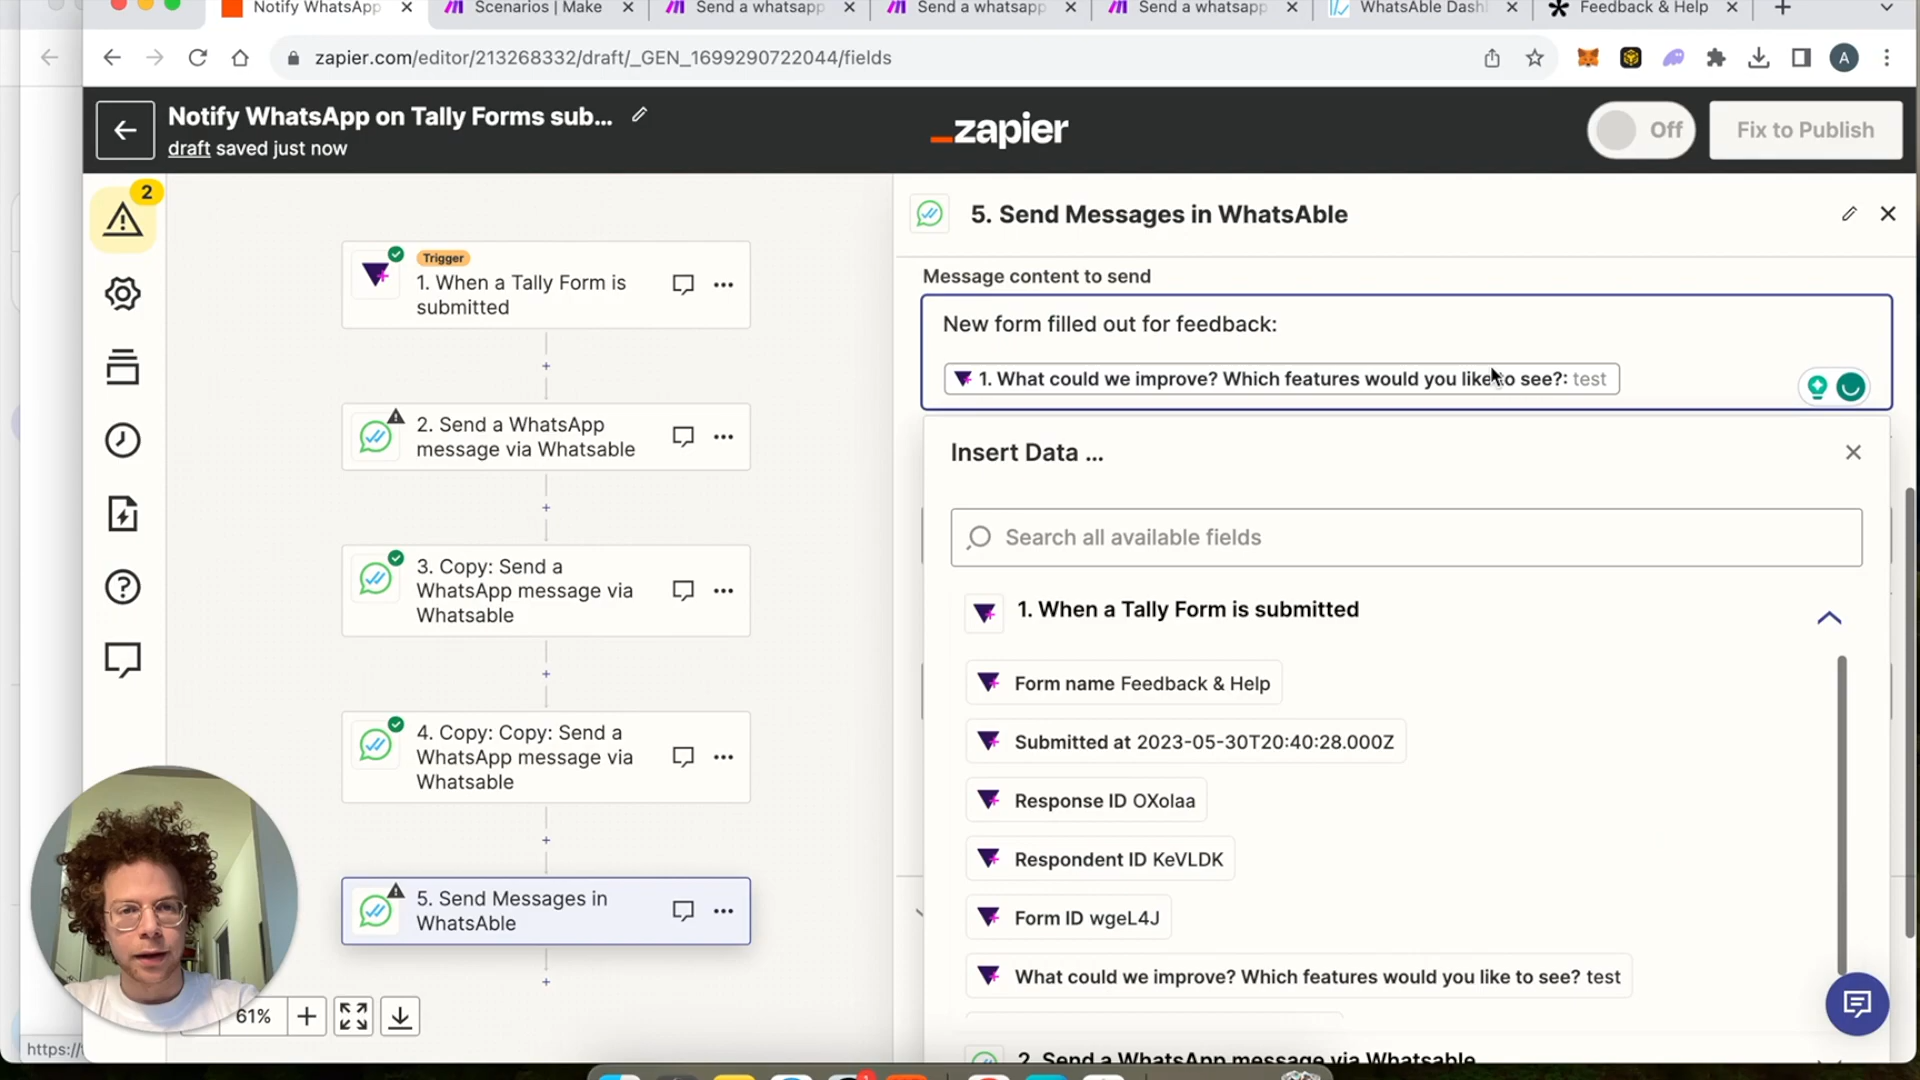 Notify WhatsApp
Scenarios | Make
Send a whatsapp
Send a whatsapp
Send a whatsapp
WhatsAble Dash
Feedback & Help
zapier.com/editor/213268332/draft/_GEN_1699290722044/fields
A
Notify WhatsApp on Tally Forms sub...
draft saved just now
zapier
Off
Fix to Publish
2
Trigger
1. When a Tally Form is
submitted
2. Send a WhatsApp
message via Whatsable
3. Copy: Send a
WhatsApp message via
Whatsable
4. Copy: Copy: Send a
WhatsApp message via
Whatsable
5. Send Messages in
WhatsAble
61%
https://
5. Send Messages in WhatsAble
Message content to send
New form filled out for feedback:
1. What could we improve? Which features would you like to see?: test
Insert Data ...
Search all available fields
1. When a Tally Form is submitted
Form name Feedback & Help
Submitted at 2023-05-30T20:40:28.000Z
Response ID OXolaa
Respondent ID KeVLDK
Form ID wgeL4J
What could we improve? Which features would you like to see? test
2. Send a WhatsApp message via Whatsable